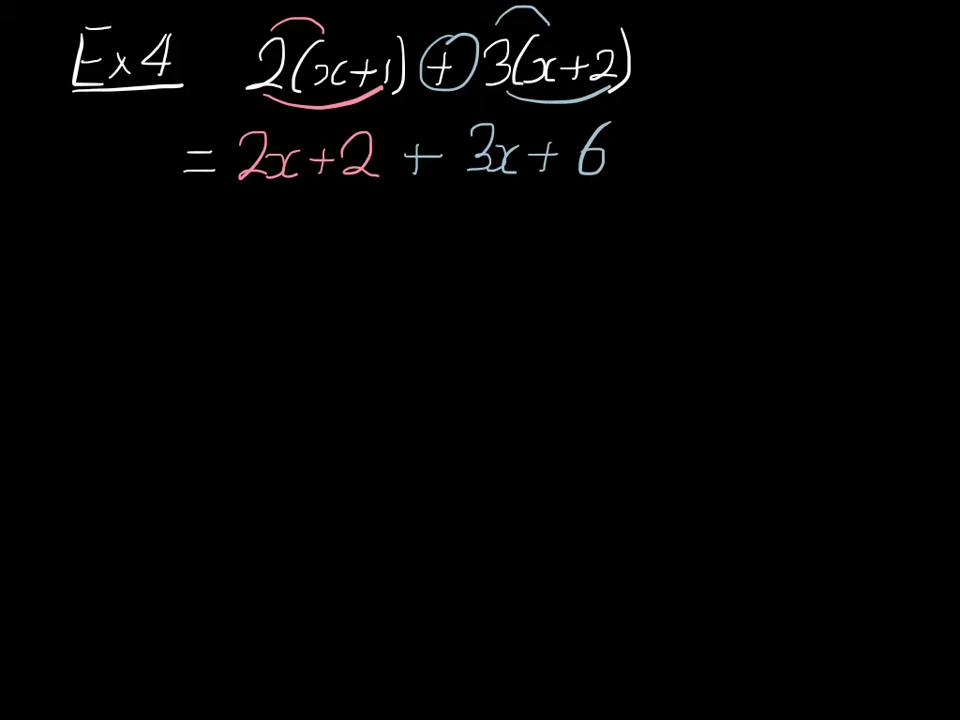 Ex 4 2(x+1) + 3(x+2)
= 2x+2 + 3x + 6